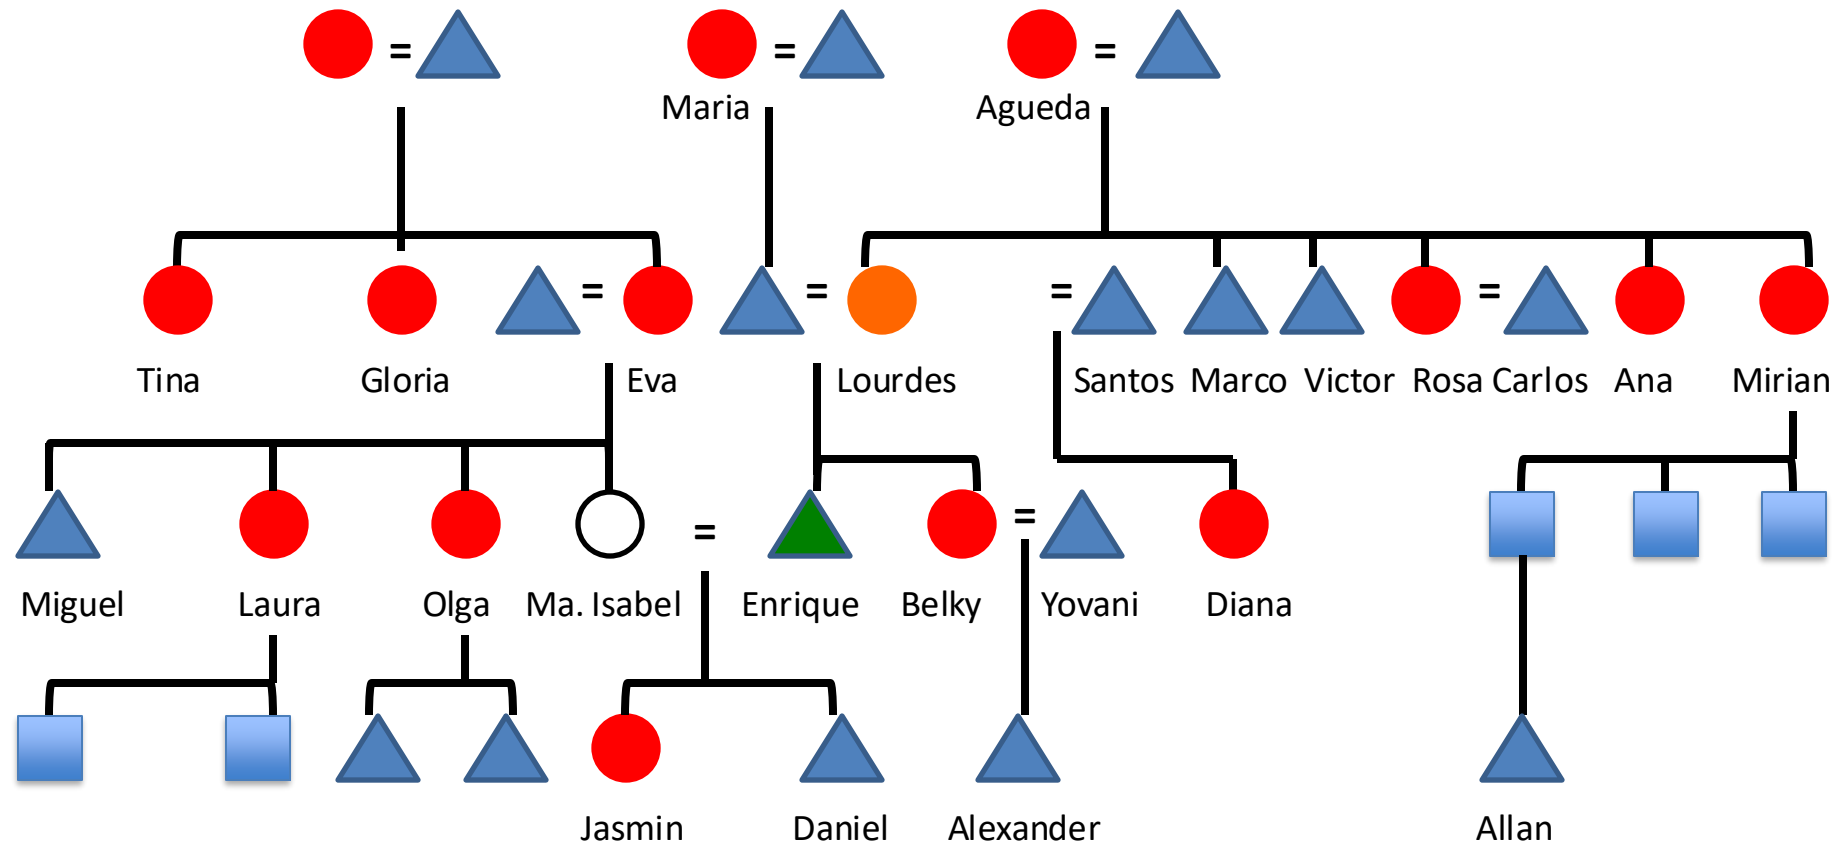 = = =
Maria Agueda
= = = =
Tina Gloria Eva Lourdes Santos Marco Victor Rosa Carlos Ana Mirian
= =
Miguel Laura Olga Ma. Isabel Enrique Belky Yovani Diana
Jasmin Daniel Alexander Allan